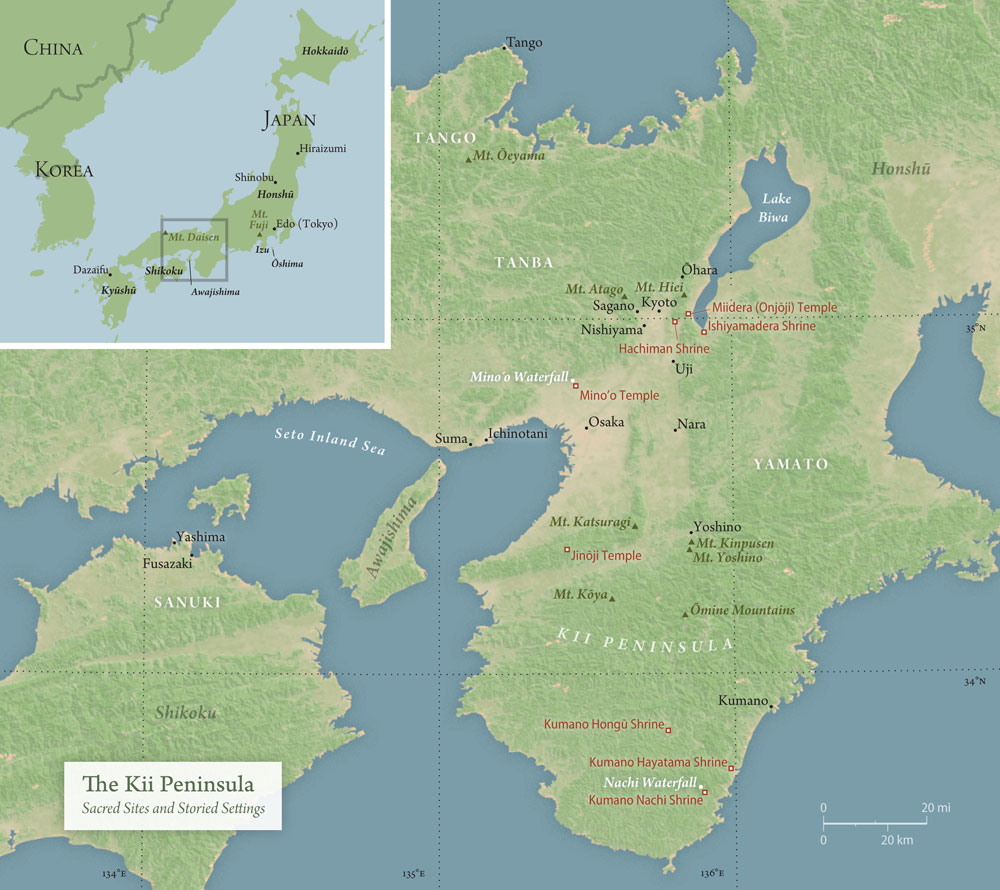 CHINA
Hokkaidō
JAPAN
Hiraizumi
KOREA
Shinobu
Honshū
Mt.
Fuji
Edo (Tokyo)
Mt. Daisen
Izu
Ōshima
Dazaifu
Shikoku
Kyūshū
Awajishima
Tango
TANGO
Mt. Ōeyama
Honshū
Lake
Biwa
TANBA
Ōhara
Mt. Atago
Mt. Hiei
Sagano
Kyoto
Miidera (Onjōji) Temple
Nishiyama
Ishiyamadera Shrine
35°N
Hachiman Shrine
Uji
Mino'o Waterfall
Mino'o Temple
Osaka
Nara
Seto Inland Sea
Suma
Ichinotani
YAMATO
Awajishima
Mt. Katsuragi
Yoshino
Yashima
Mt. Kinpusen
Jinōji Temple
Mt. Yoshino
Fusazaki
SANUKI
Mt. Kōya
Ōmine Mountains
KII PENINSULA
34°N
Shikoku
Kumano
Kumano Hongū Shrine
Kumano Hayatama Shrine
The Kii Peninsula
Nachi Waterfall
Sacred Sites and Storied Settings
Kumano Nachi Shrine
0 20 mi
0 20 km
134°E
135°E
136°E